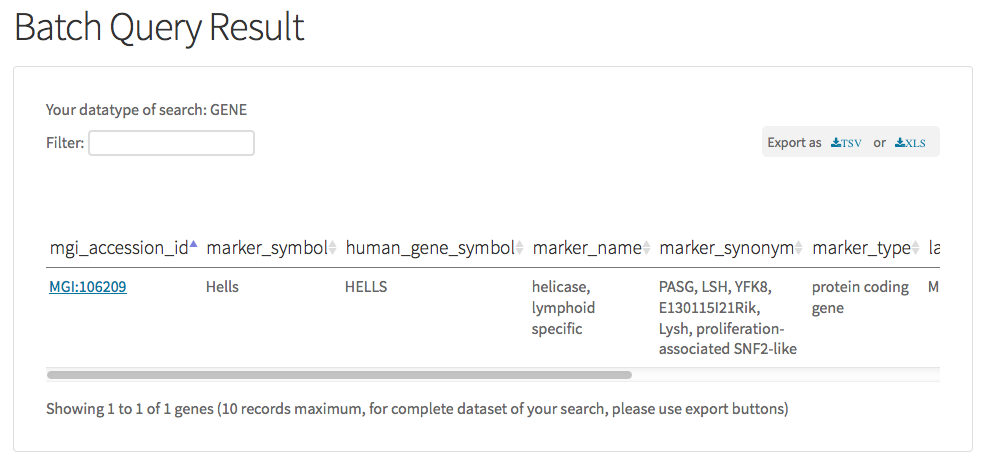 Batch Query Result
Your datatype of search: GENE
Filter:
Export as TSV or XLS
mgi_accession_id marker_symbol human_gene_symbol marker_name marker_synonym marker_type la
MGI:106209 Hells HELLS helicase, PASG, LSH, YFK8, protein coding M
lymphoid E130115I21Rik, gene
specific Lysh, proliferation-
associated SNF2-like
Showing 1 to 1 of 1 genes (10 records maximum, for complete dataset of your search, please use export buttons)